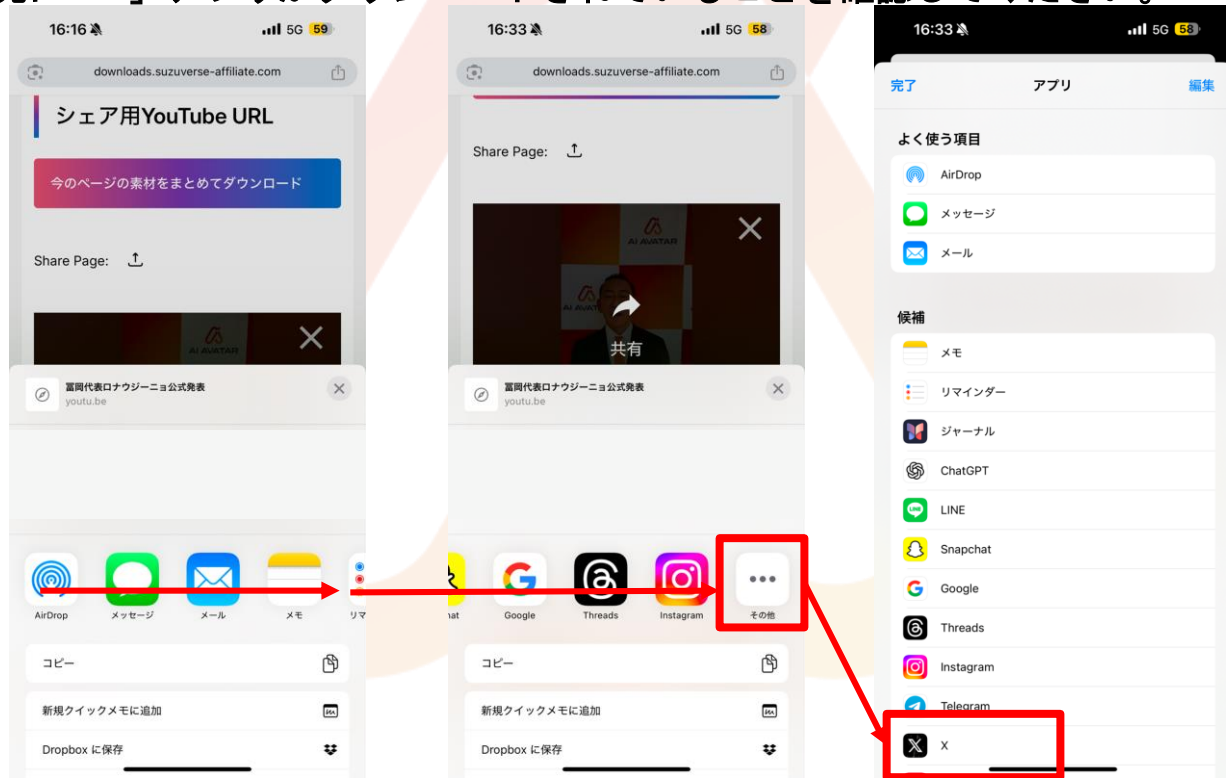 16:16
5G 59
downloads.suzuverse-affiliate.com
シェア用YouTube URL
今のページの素材をまとめてダウンロード
Share Page:
AI AVATAR
冨岡代表ロナウジーニョ公式発表
youtu.be
AirDrop
メッセージ
メール
メモ
リマ
コピー
新規クイックメモに追加
Dropbox に保存
16:33
5G 58
downloads.suzuverse-affiliate.com
Share Page:
AI AVATAR
共有
冨岡代表ロナウジーニョ公式発表
youtu.be
hat
Google
Threads
Instagram
その他
コピー
新規クイックメモに追加
Dropbox に保存
16:33
5G 58
完了 アプリ 編集
よく使う項目
AirDrop
メッセージ
メール
候補
メモ
リマインダー
ジャーナル
ChatGPT
LINE
Snapchat
Google
Threads
Instagram
Telegram
X